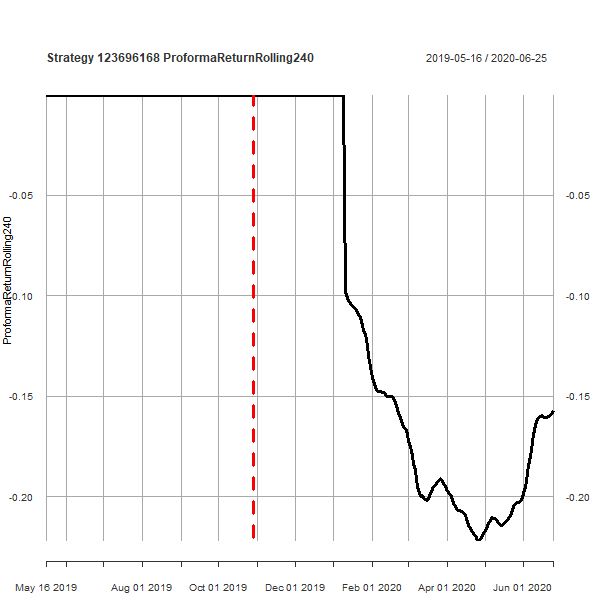 Strategy 123696168 ProformaReturnRolling240
2019-05-16 / 2020-06-25
ProformaReturnRolling240
-0.05
-0.05
-0.10
-0.10
-0.15
-0.15
-0.20
-0.20
May 16 2019
Aug 01 2019
Oct 01 2019
Dec 01 2019
Feb 01 2020
Apr 01 2020
Jun 01 2020